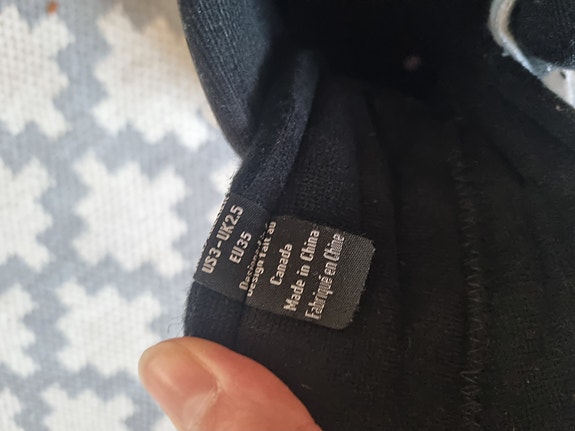 US3-UK2.5
EU35
Design fait au
Canada
Made in China
Fabriqué en Chine